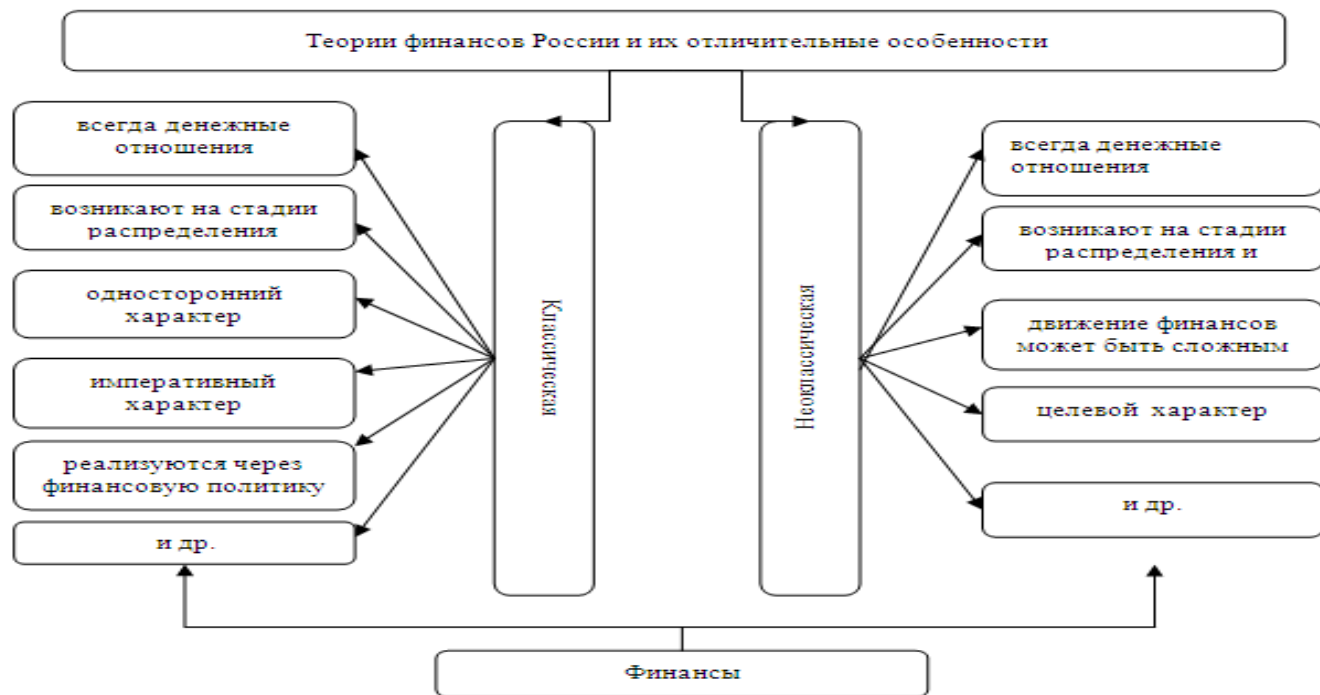 Теории финансов России и их отличительные особенности
всегда денежные
отношения
возникают на стадии
распределения
односторонний
характер
императивный
характер
реализуются через
финансовую политику
и др.
Классическая
Неоклассическая
всегда денежные
отношения
возникают на стадии
распределения и
движение финансов
может быть сложным
целевой характер
и др.
Финансы